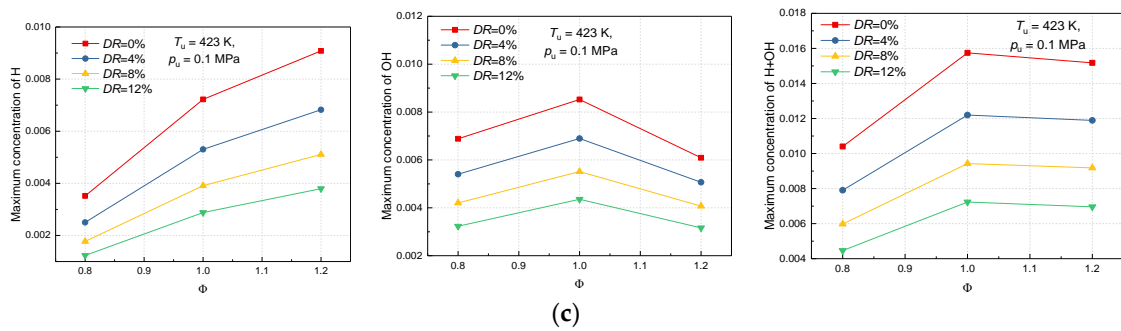 0.010
0.008
0.006
0.004
0.002
Maximum concentration of H
DR=0%
DR=4%
DR=8%
DR=12%
Tu = 423 K,
pu = 0.1 MPa
0.8 0.9 1.0 1.1 1.2
Φ
0.012
0.010
0.008
0.006
0.004
0.002
Maximum concentration of OH
DR=0%
DR=4%
DR=8%
DR=12%
Tu = 423 K,
pu = 0.1 MPa
0.8 0.9 1.0 1.1 1.2
Φ
0.018
0.016
0.014
0.012
0.010
0.008
0.006
0.004
Maximum concentration of H+OH
DR=0%
DR=4%
DR=8%
DR=12%
Tu = 423 K,
pu = 0.1 MPa
0.8 0.9 1.0 1.1 1.2
Φ
(c)